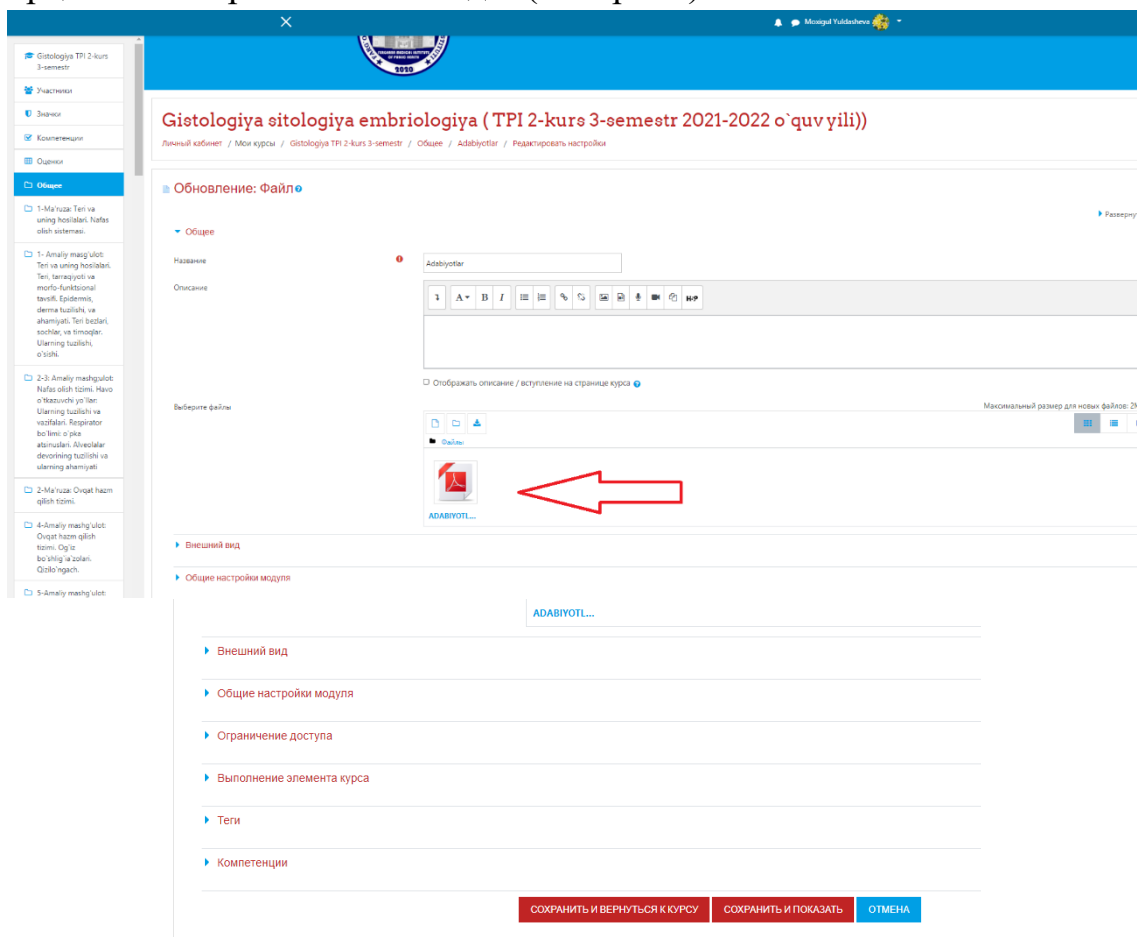 Moxigul Yuldasheva
2020
Gistologiya TPI 2-kurs
3-semestr
Участники
Значки
Компетенции
Оценки
Общее
1-Ma'ruza: Teri va
uning hosilalari. Nafas
olish sistemasi.
1- Amaliy masg'ulot:
Teri va uning hosilalari.
Teri, tarraqiyoti va
morfo-funktsional
tavsifi. Epidermis,
derma tuzilishi, va
ahamiyati. Teri bezlari,
sochlar, va timoqlar.
Ularning tuzilishi,
o'sishi.
2-3: Amaliy mashg;ulot:
Nafas olish tizimi. Havo
o'tkazuvchi yo'llar:
Ularning tuzilishi va
vazifalari. Respirator
bo'limi: o'pka
atsinuslari. Alveolalar
devorining tuzilishi va
ularning ahamiyati
2-Ma'ruza: Ovqat hazm
qilish tizimi.
4-Amaliy mashg'ulot:
Ovqat hazm qilish
tizimi. Og'iz
bo'shlig'ia'zolari.
Qizilo'ngach.
5-Amaliy mashg'ulot:
Gistologiya sitologiya embriologiya ( TPI 2-kurs 3-semestr 2021-2022 o`quv yili))
Личный кабинет / Мои курсы / Gistologiya TPI 2-kurs 3-semestr / Общее / Adabiyotlar / Редактировать настройки
Обновление: Файл
Разверну
Общее
Название
Adabiyotlar
Описание
A B I H-P
Отображать описание / вступление на странице курса
Выберите файлы
Максимальный размер для новых файлов:
Файлы
ADABIYOTL...
Внешний вид
Общие настройки модуля
ADABIYOTL...
Внешний вид
Общие настройки модуля
Ограничение доступа
Выполнение элемента курса
Теги
Компетенции
СОХРАНИТЬ И ВЕРНУТЬСЯ К КУРСУ СОХРАНИТЬ И ПОКАЗАТЬ ОТМЕНА